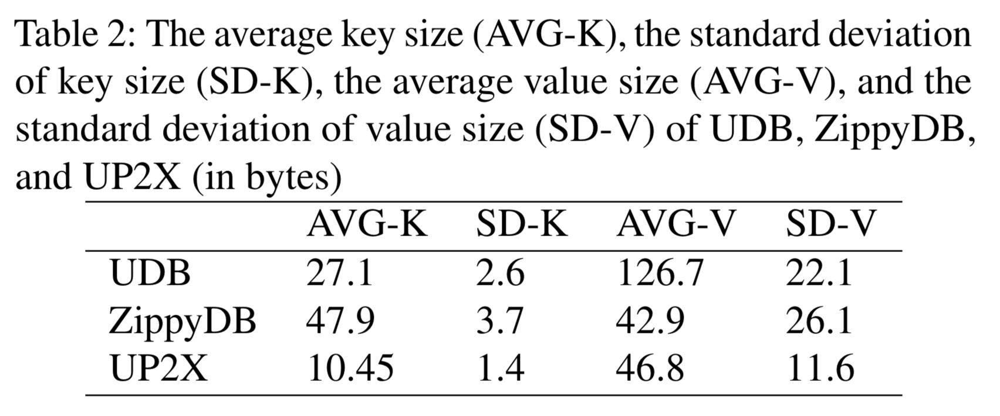 Table 2: The average key size (AVG-K), the standard deviation
of key size (SD-K), the average value size (AVG-V), and the
standard deviation of value size (SD-V) of UDB, ZippyDB,
and UP2X (in bytes)
AVG-K SD-K AVG-V SD-V
UDB 27.1 2.6 126.7 22.1
ZippyDB 47.9 3.7 42.9 26.1
UP2X 10.45 1.4 46.8 11.6